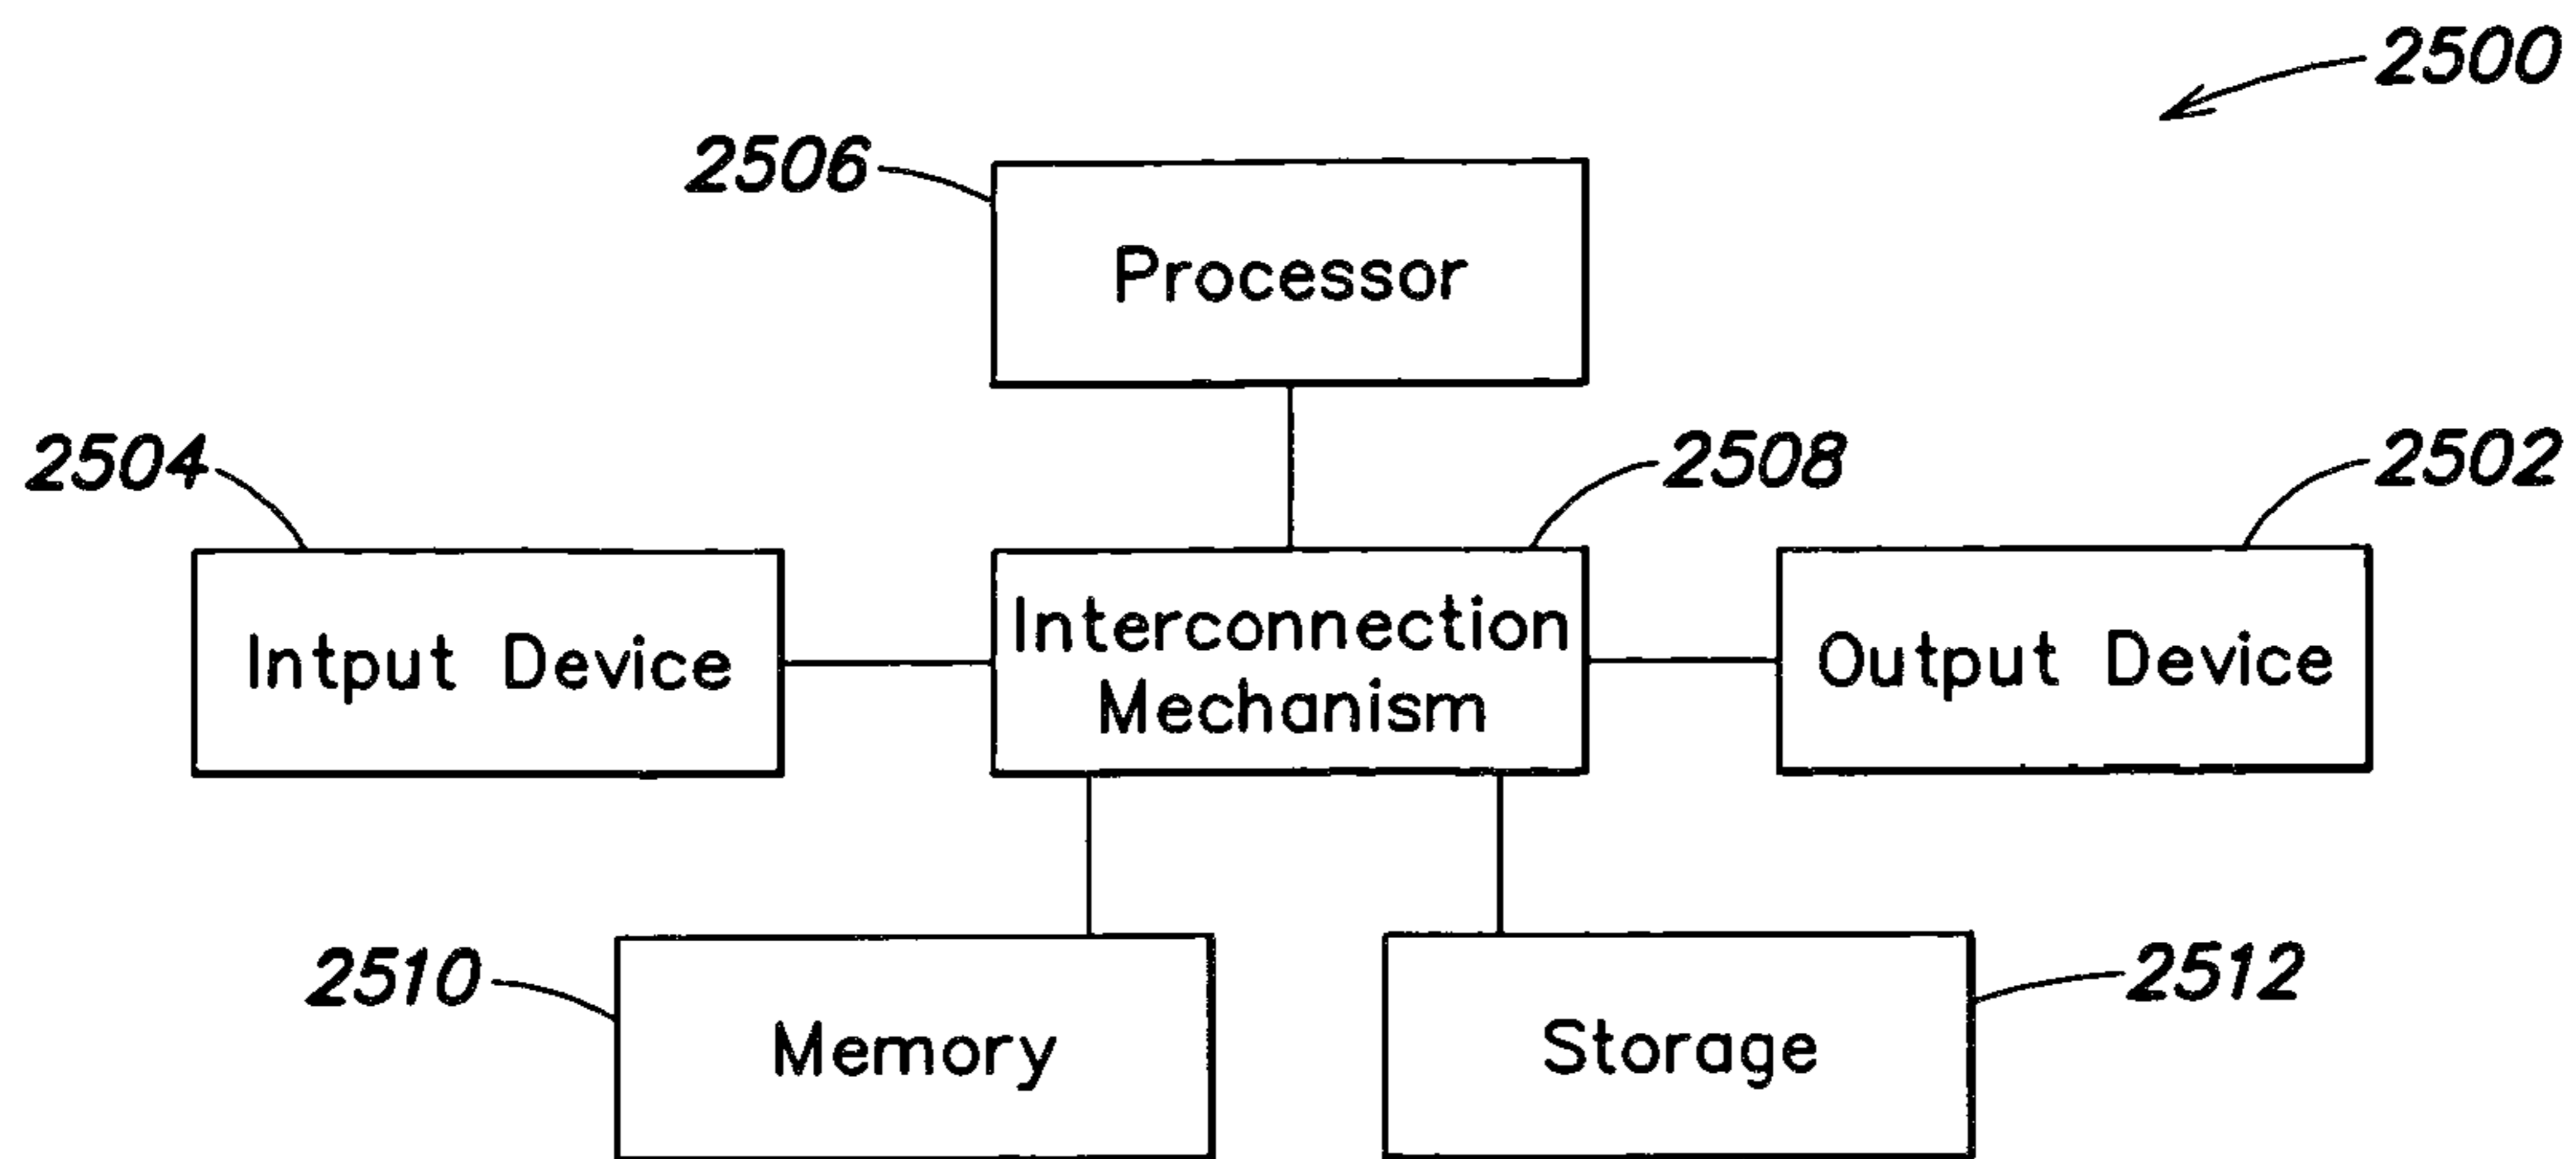 2500
2506
Processor
2504
2508
2502
Intput Device
Interconnection
Mechanism
Output Device
2510
2512
Memory
Storage